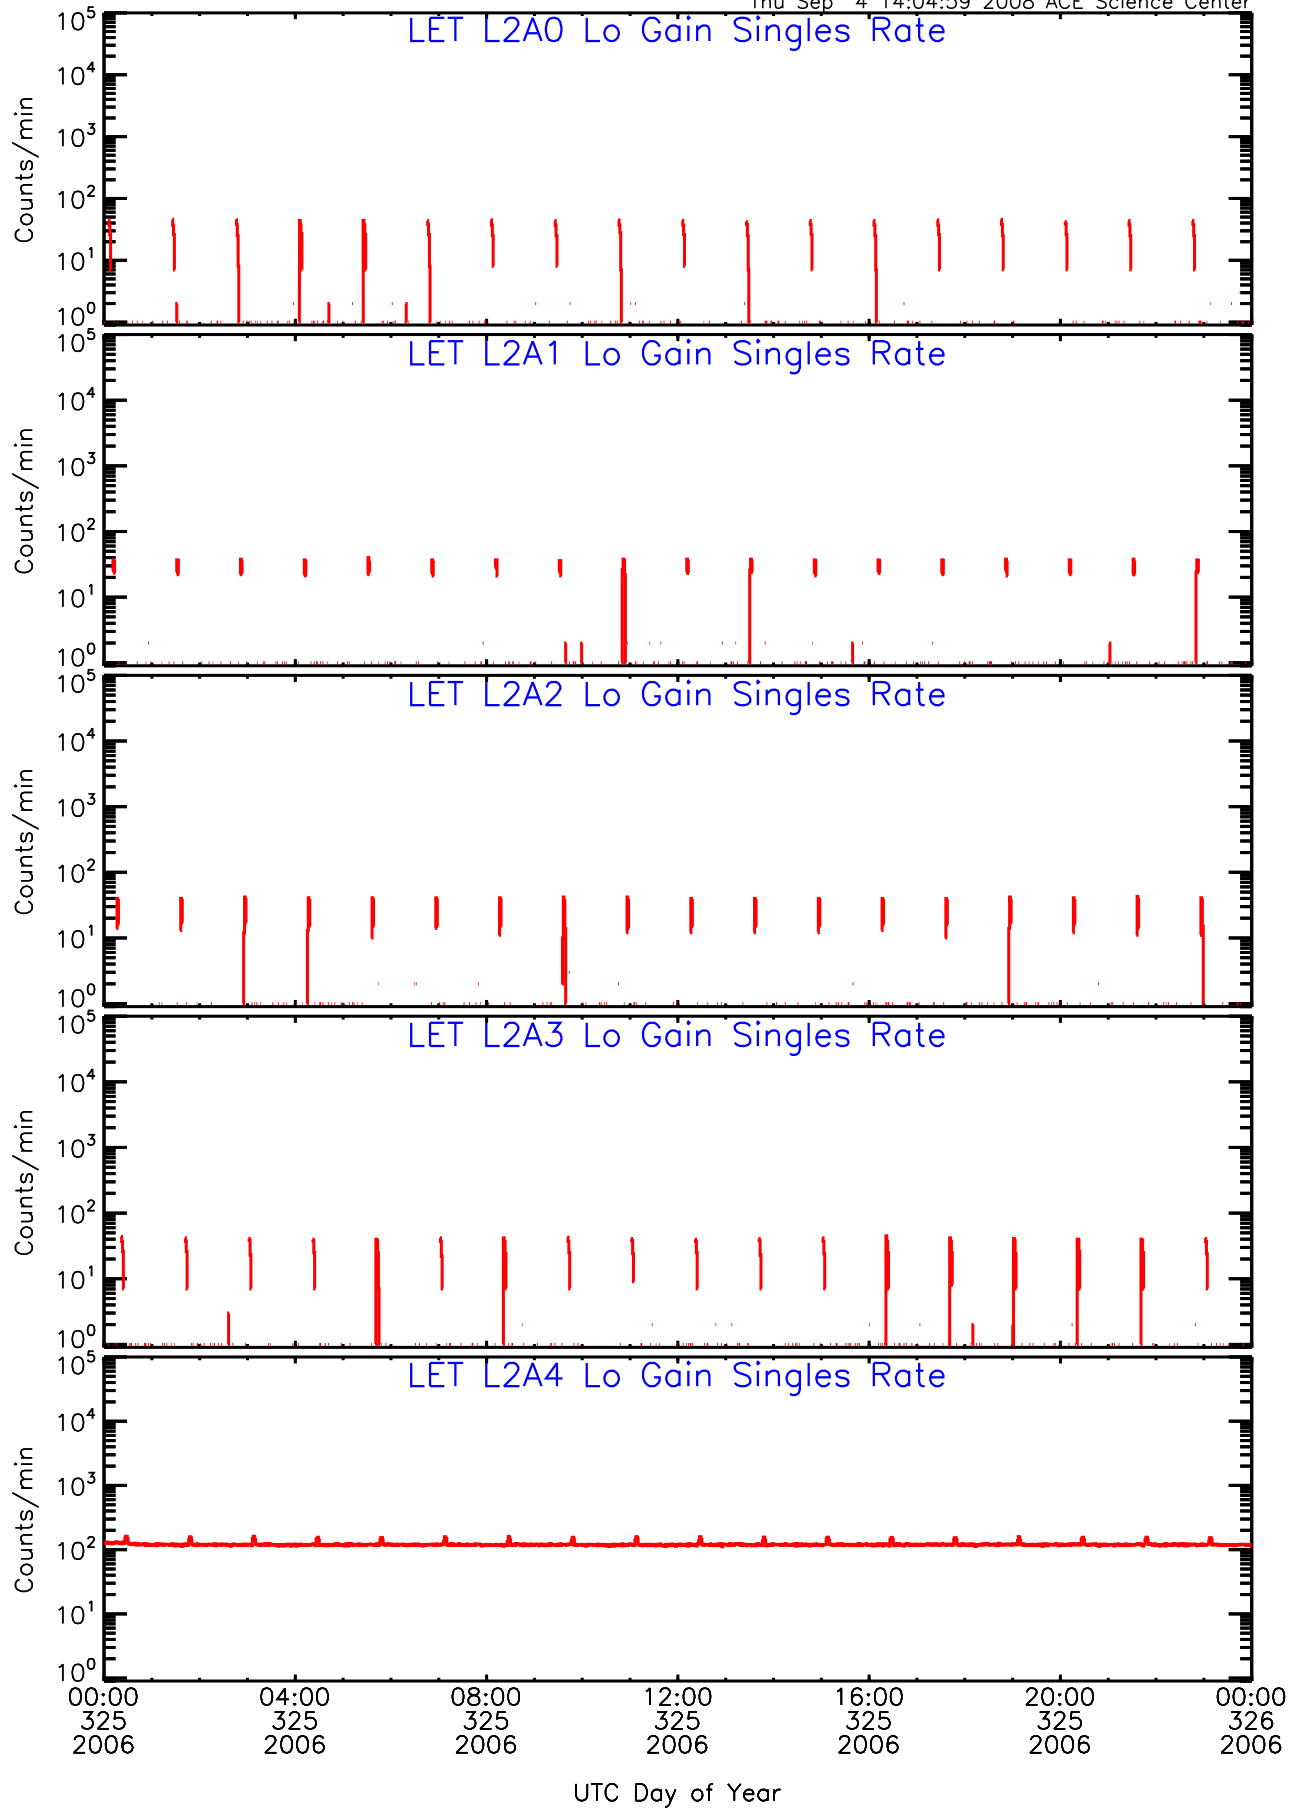 Thu Sep 4 14:04:59 2008 ACE Science Center
LET L2A0 Lo Gain Singles Rate
10^5
10^4
10^3
10^2
10^1
10^0
Counts/min
LET L2A1 Lo Gain Singles Rate
10^5
10^4
10^3
10^2
10^1
10^0
Counts/min
LET L2A2 Lo Gain Singles Rate
10^5
10^4
10^3
10^2
10^1
10^0
Counts/min
LET L2A3 Lo Gain Singles Rate
10^5
10^4
10^3
10^2
10^1
10^0
Counts/min
LET L2A4 Lo Gain Singles Rate
10^5
10^4
10^3
10^2
10^1
10^0
Counts/min
00:00 04:00 08:00 12:00 16:00 20:00 00:00
325 325 325 325 325 325 326
2006 2006 2006 2006 2006 2006 2006
UTC Day of Year